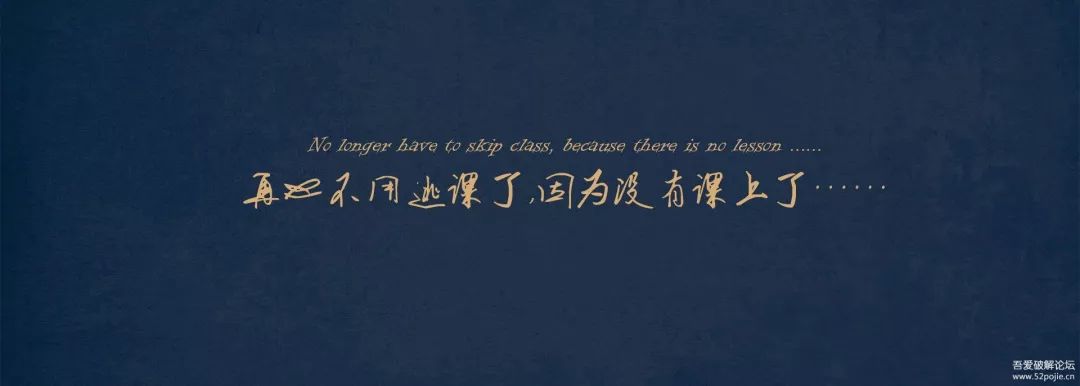 No longer have to skip class, because there is no lesson ......
再也不用逃课了,因为没有课上了······
吾爱破解论坛
www.52pojie.cn